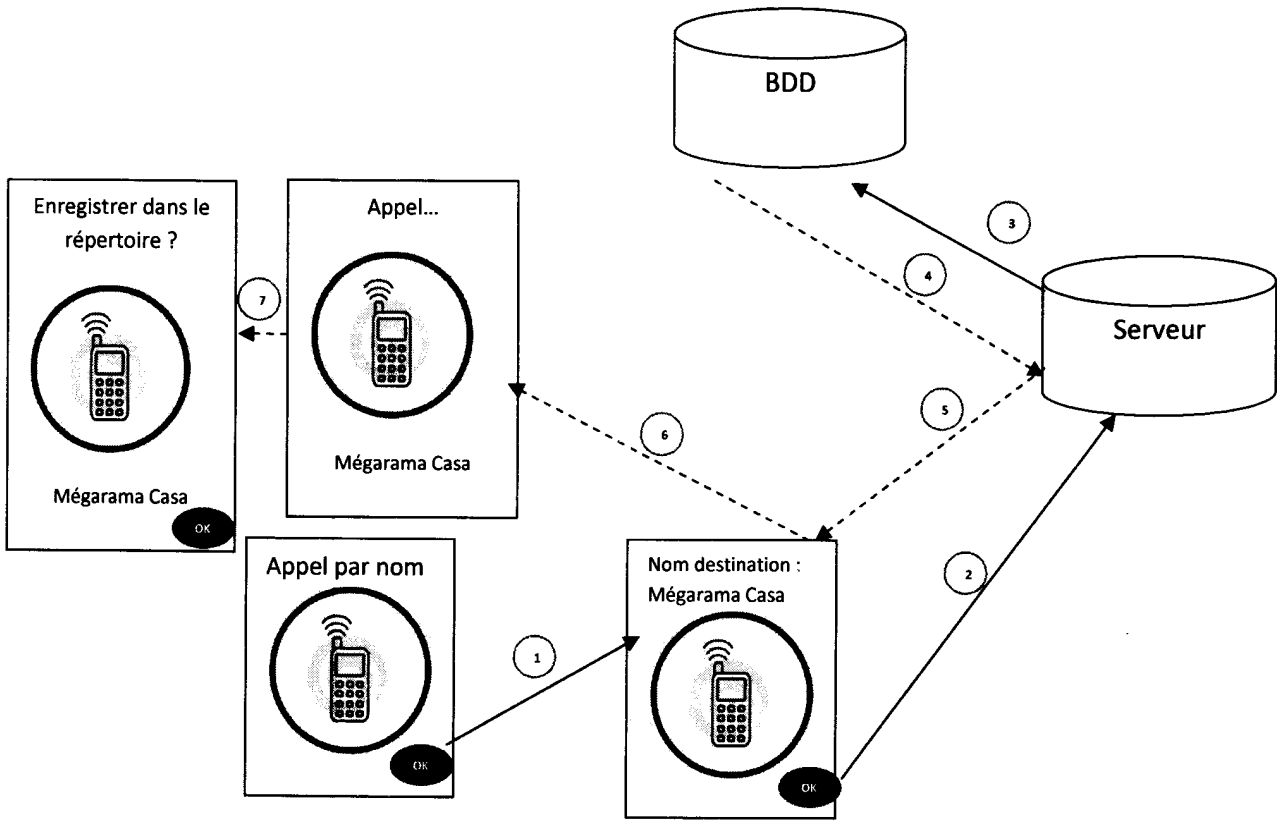 BDD
Enregistrer dans le
répertoire ?
Appel...
3
4
7
Serveur
5
6
Mégarama Casa
Mégarama Casa
OK
Appel par nom
Nom destination :
Mégarama Casa
2
1
OK
OK